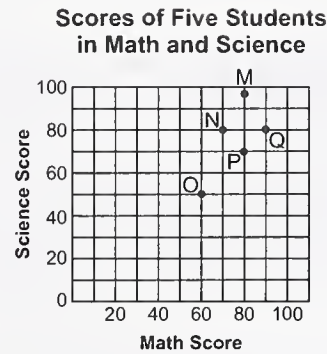 Scores of Five Students
in Math and Science
M
100
N
80
Q
P
60
O
40
20
0
20 40 60 80 100
Science Score
Math Score